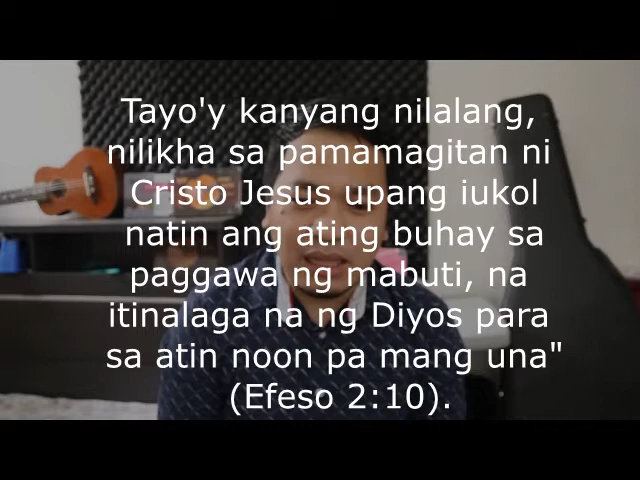 Tayo'y kanyang nilalang,
nilikha sa pamamagitan ni
Cristo Jesus upang iukol
natin ang ating buhay sa
paggawa ng mabuti, na
itinalaga na ng Diyos para
sa atin noon pa mang una"
(Efeso 2:10).